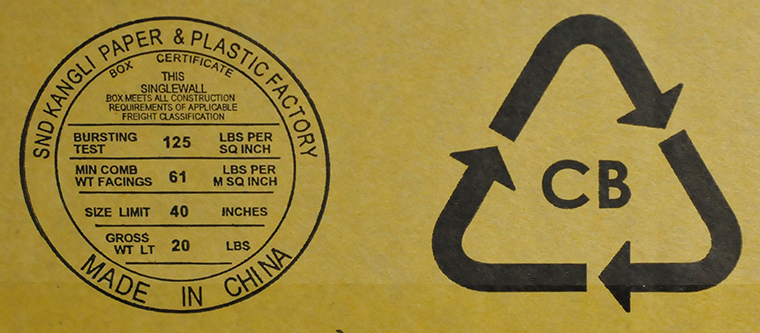 SND KANGLI PAPER & PLASTIC FACTORY
BOX CERTIFICATE
THIS
SINGLEWALL
BOX MEETS ALL CONSTRUCTION
REQUIREMENTS OF APPLICABLE
FREIGHT CLASSIFICATION
BURSTING TEST 125 LBS PER SQ INCH
MIN COMB WT FACINGS 61 LBS PER M SQ INCH
SIZE LIMIT 40 INCHES
GROSS WT LT 20 LBS
MADE IN CHINA
CB